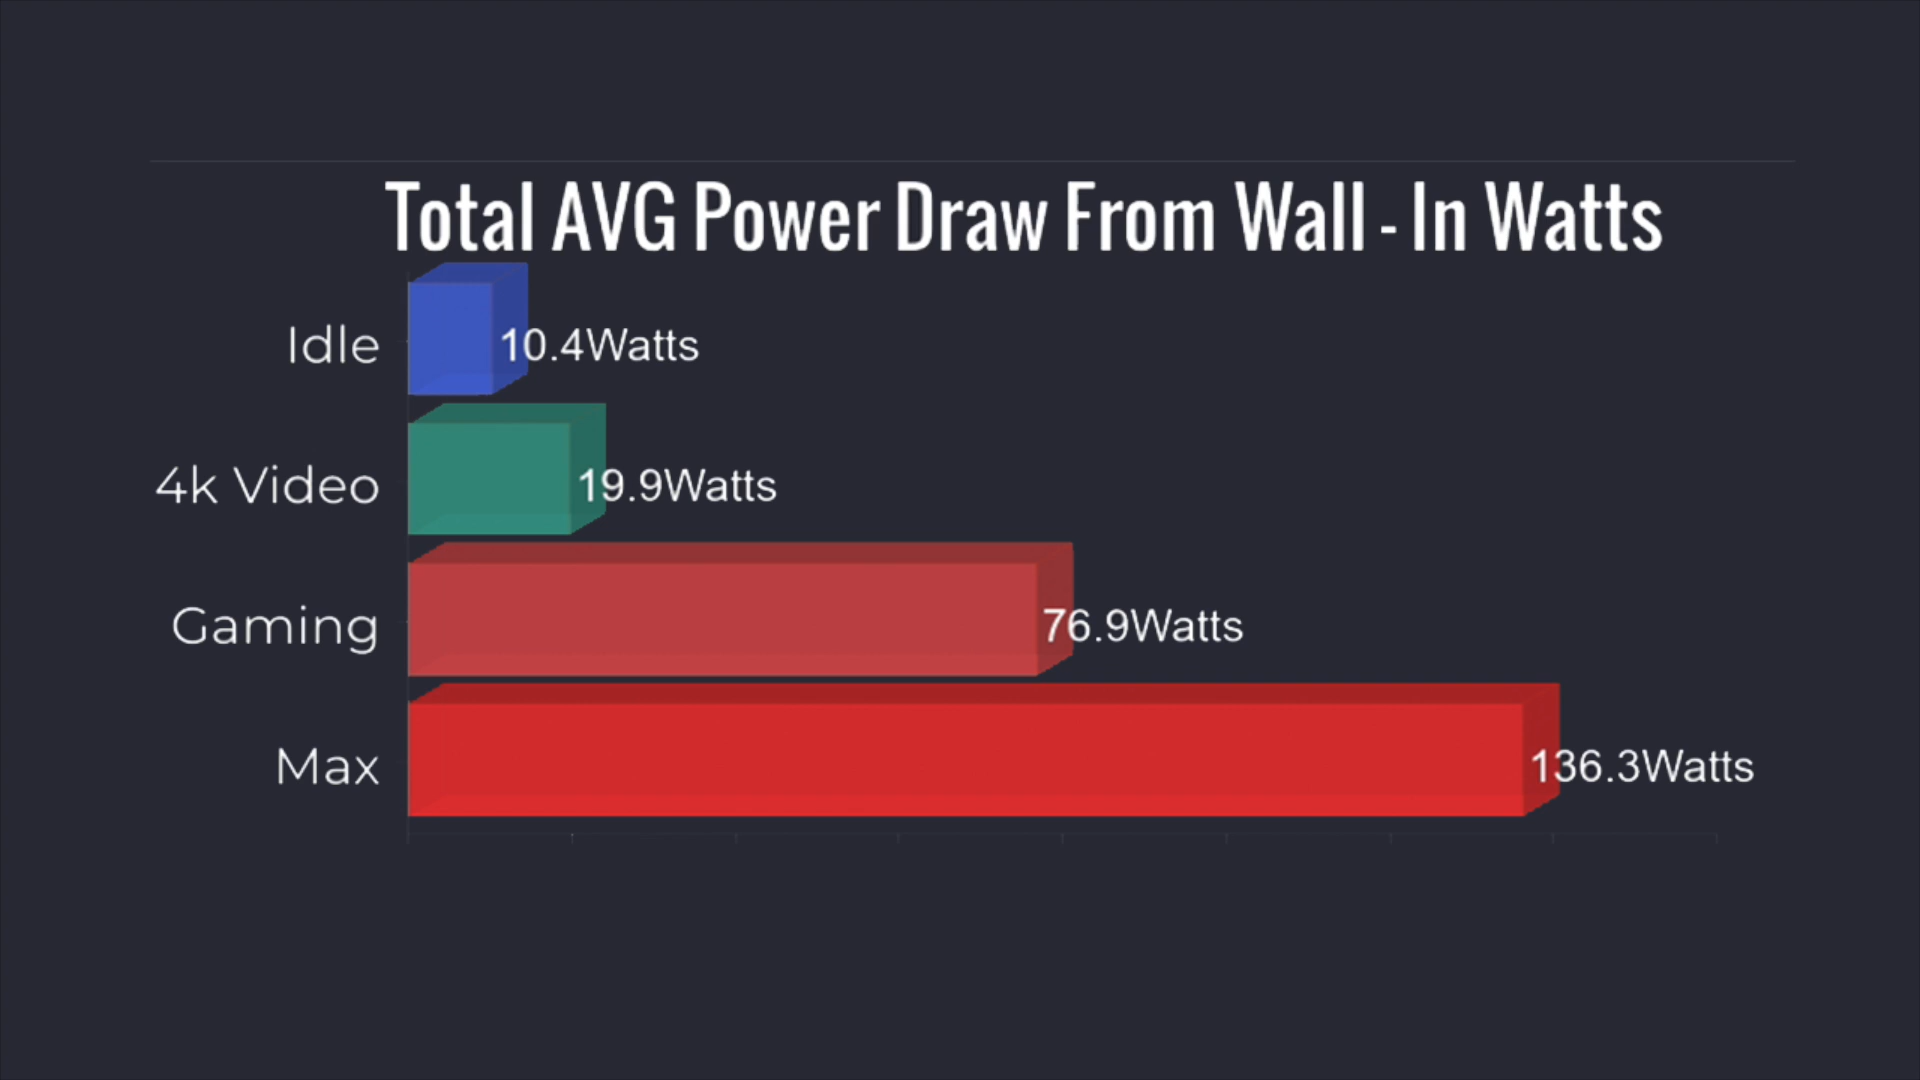 Total AVG Power Draw From Wall - In Watts
Idle 10.4Watts
4k Video 19.9Watts
Gaming 76.9Watts
Max 136.3Watts